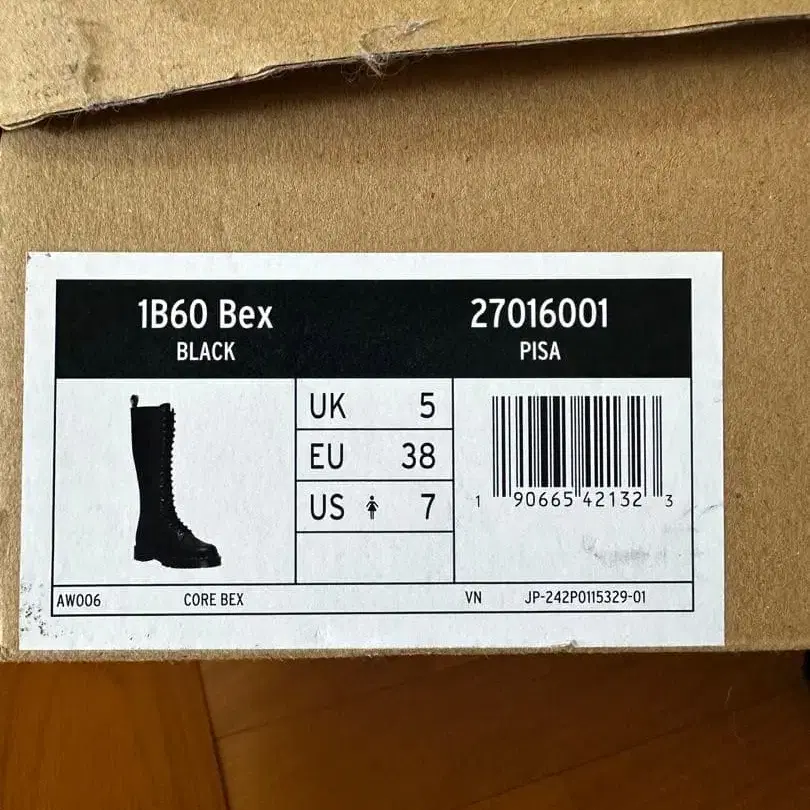 1B60 Bex
BLACK
27016001
PISA
UK 5
EU 38
US 7
1 90665 42132 3
AW006 CORE BEX VN JP-242P0115329-01